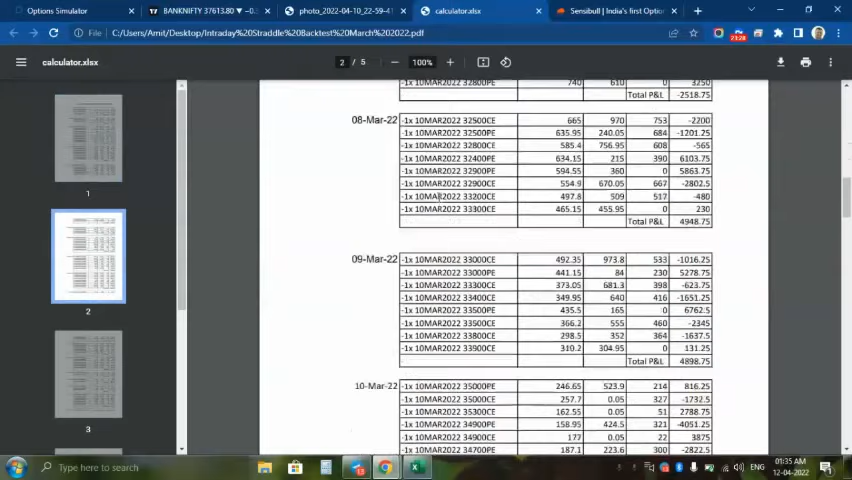 Options Simulator
BANKNIFTY 37613.80 ▼ −0.5
photo_2022-04-10_22-59-41
calculator.xlsx
Sensibull | India's first Option
File | C:/Users/Amit/Desktop/Intraday%20Straddle%20Backtest%20March%202022.pdf
23:28
calculator.xlsx
2 / 5
100%
-1x 10MAR2022 32800PE 740 610 0 3250
Total P&L -2518.75
08-Mar-22 -1x 10MAR2022 32500CE 665 970 753 -2200
-1x 10MAR2022 32500PE 635.95 240.05 684 -1201.25
-1x 10MAR2022 32800CE 585.4 756.95 608 -565
-1x 10MAR2022 32400PE 634.15 215 390 6103.75
-1x 10MAR2022 32900PE 594.55 360 0 5863.75
-1x 10MAR2022 32900CE 554.9 670.05 667 -2802.5
-1x 10MAR2022 33200CE 497.8 509 517 -480
-1x 10MAR2022 33300CE 465.15 455.95 0 230
Total P&L 4948.75
09-Mar-22 -1x 10MAR2022 33000CE 492.35 973.8 533 -1016.25
-1x 10MAR2022 33000PE 441.15 84 230 5278.75
-1x 10MAR2022 33300CE 373.05 681.3 398 -623.75
-1x 10MAR2022 33400CE 349.95 640 416 -1651.25
-1x 10MAR2022 33500PE 435.5 165 0 6762.5
-1x 10MAR2022 33500CE 366.2 555 460 -2345
-1x 10MAR2022 33800CE 298.5 352 364 -1637.5
-1x 10MAR2022 33900CE 310.2 304.95 0 131.25
Total P&L 4898.75
10-Mar-22 -1x 10MAR2022 35000PE 246.65 523.9 214 816.25
-1x 10MAR2022 35000CE 257.7 0.05 327 -1732.5
-1x 10MAR2022 35300CE 162.55 0.05 51 2788.75
-1x 10MAR2022 34900PE 158.95 424.5 321 -4051.25
-1x 10MAR2022 34900CE 177 0.05 22 3875
-1x 10MAR2022 34700PE 187.1 223.6 300 -2822.5
1
2
3
Type here to search
ENG
01:35 AM
12-04-2022